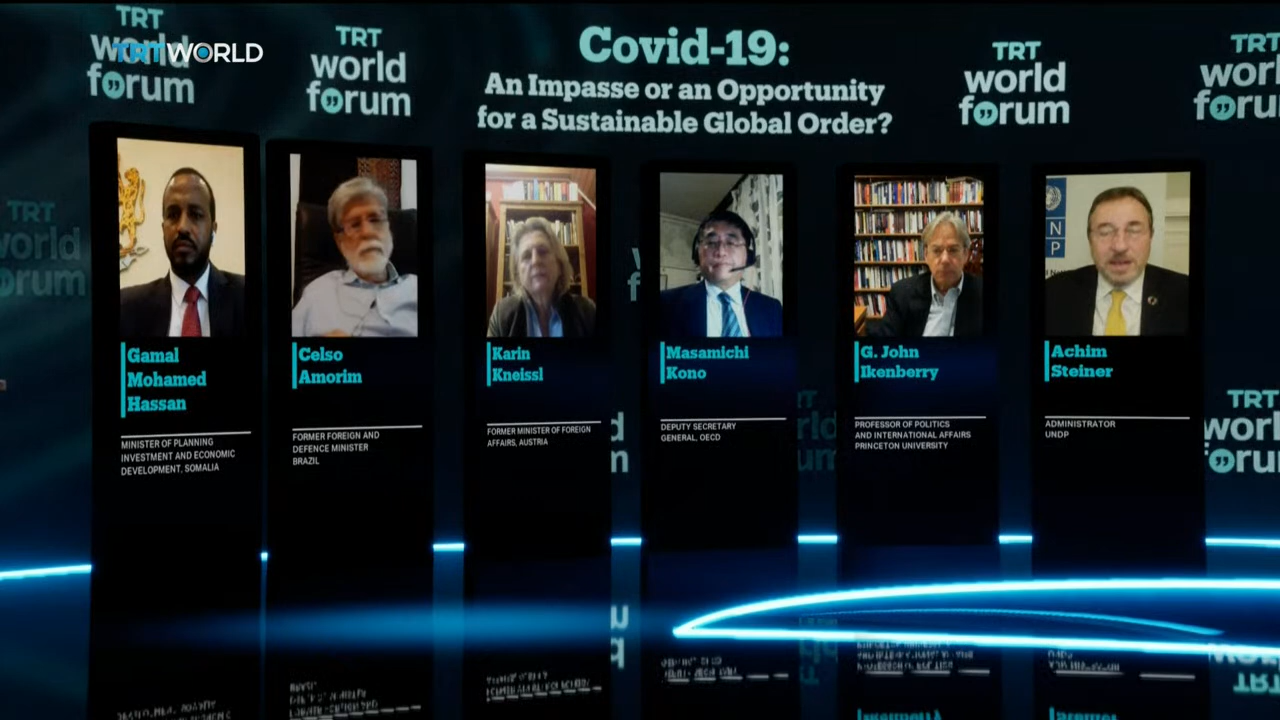 TRT WORLD
TRT
world
forum
TRT
world
forum
Covid-19:
An Impasse or an Opportunity
for a Sustainable Global Order?
TRT
world
forum
TRT
TRT
world
forum
Gamal
Mohamed
Hassan
MINISTER OF PLANNING
INVESTMENT AND ECONOMIC
DEVELOPMENT, SOMALIA
Celso
Amorim
FORMER FOREIGN AND
DEFENCE MINISTER
BRAZIL
Karin
Kneissl
FORMER MINISTER OF FOREIGN
AFFAIRS, AUSTRIA
Masamichi
Kono
DEPUTY SECRETARY
GENERAL, OECD
G. John
Ikenberry
PROFESSOR OF POLITICS
AND INTERNATIONAL AFFAIRS
PRINCETON UNIVERSITY
Achim
Steiner
ADMINISTRATOR
UNDP
TRT